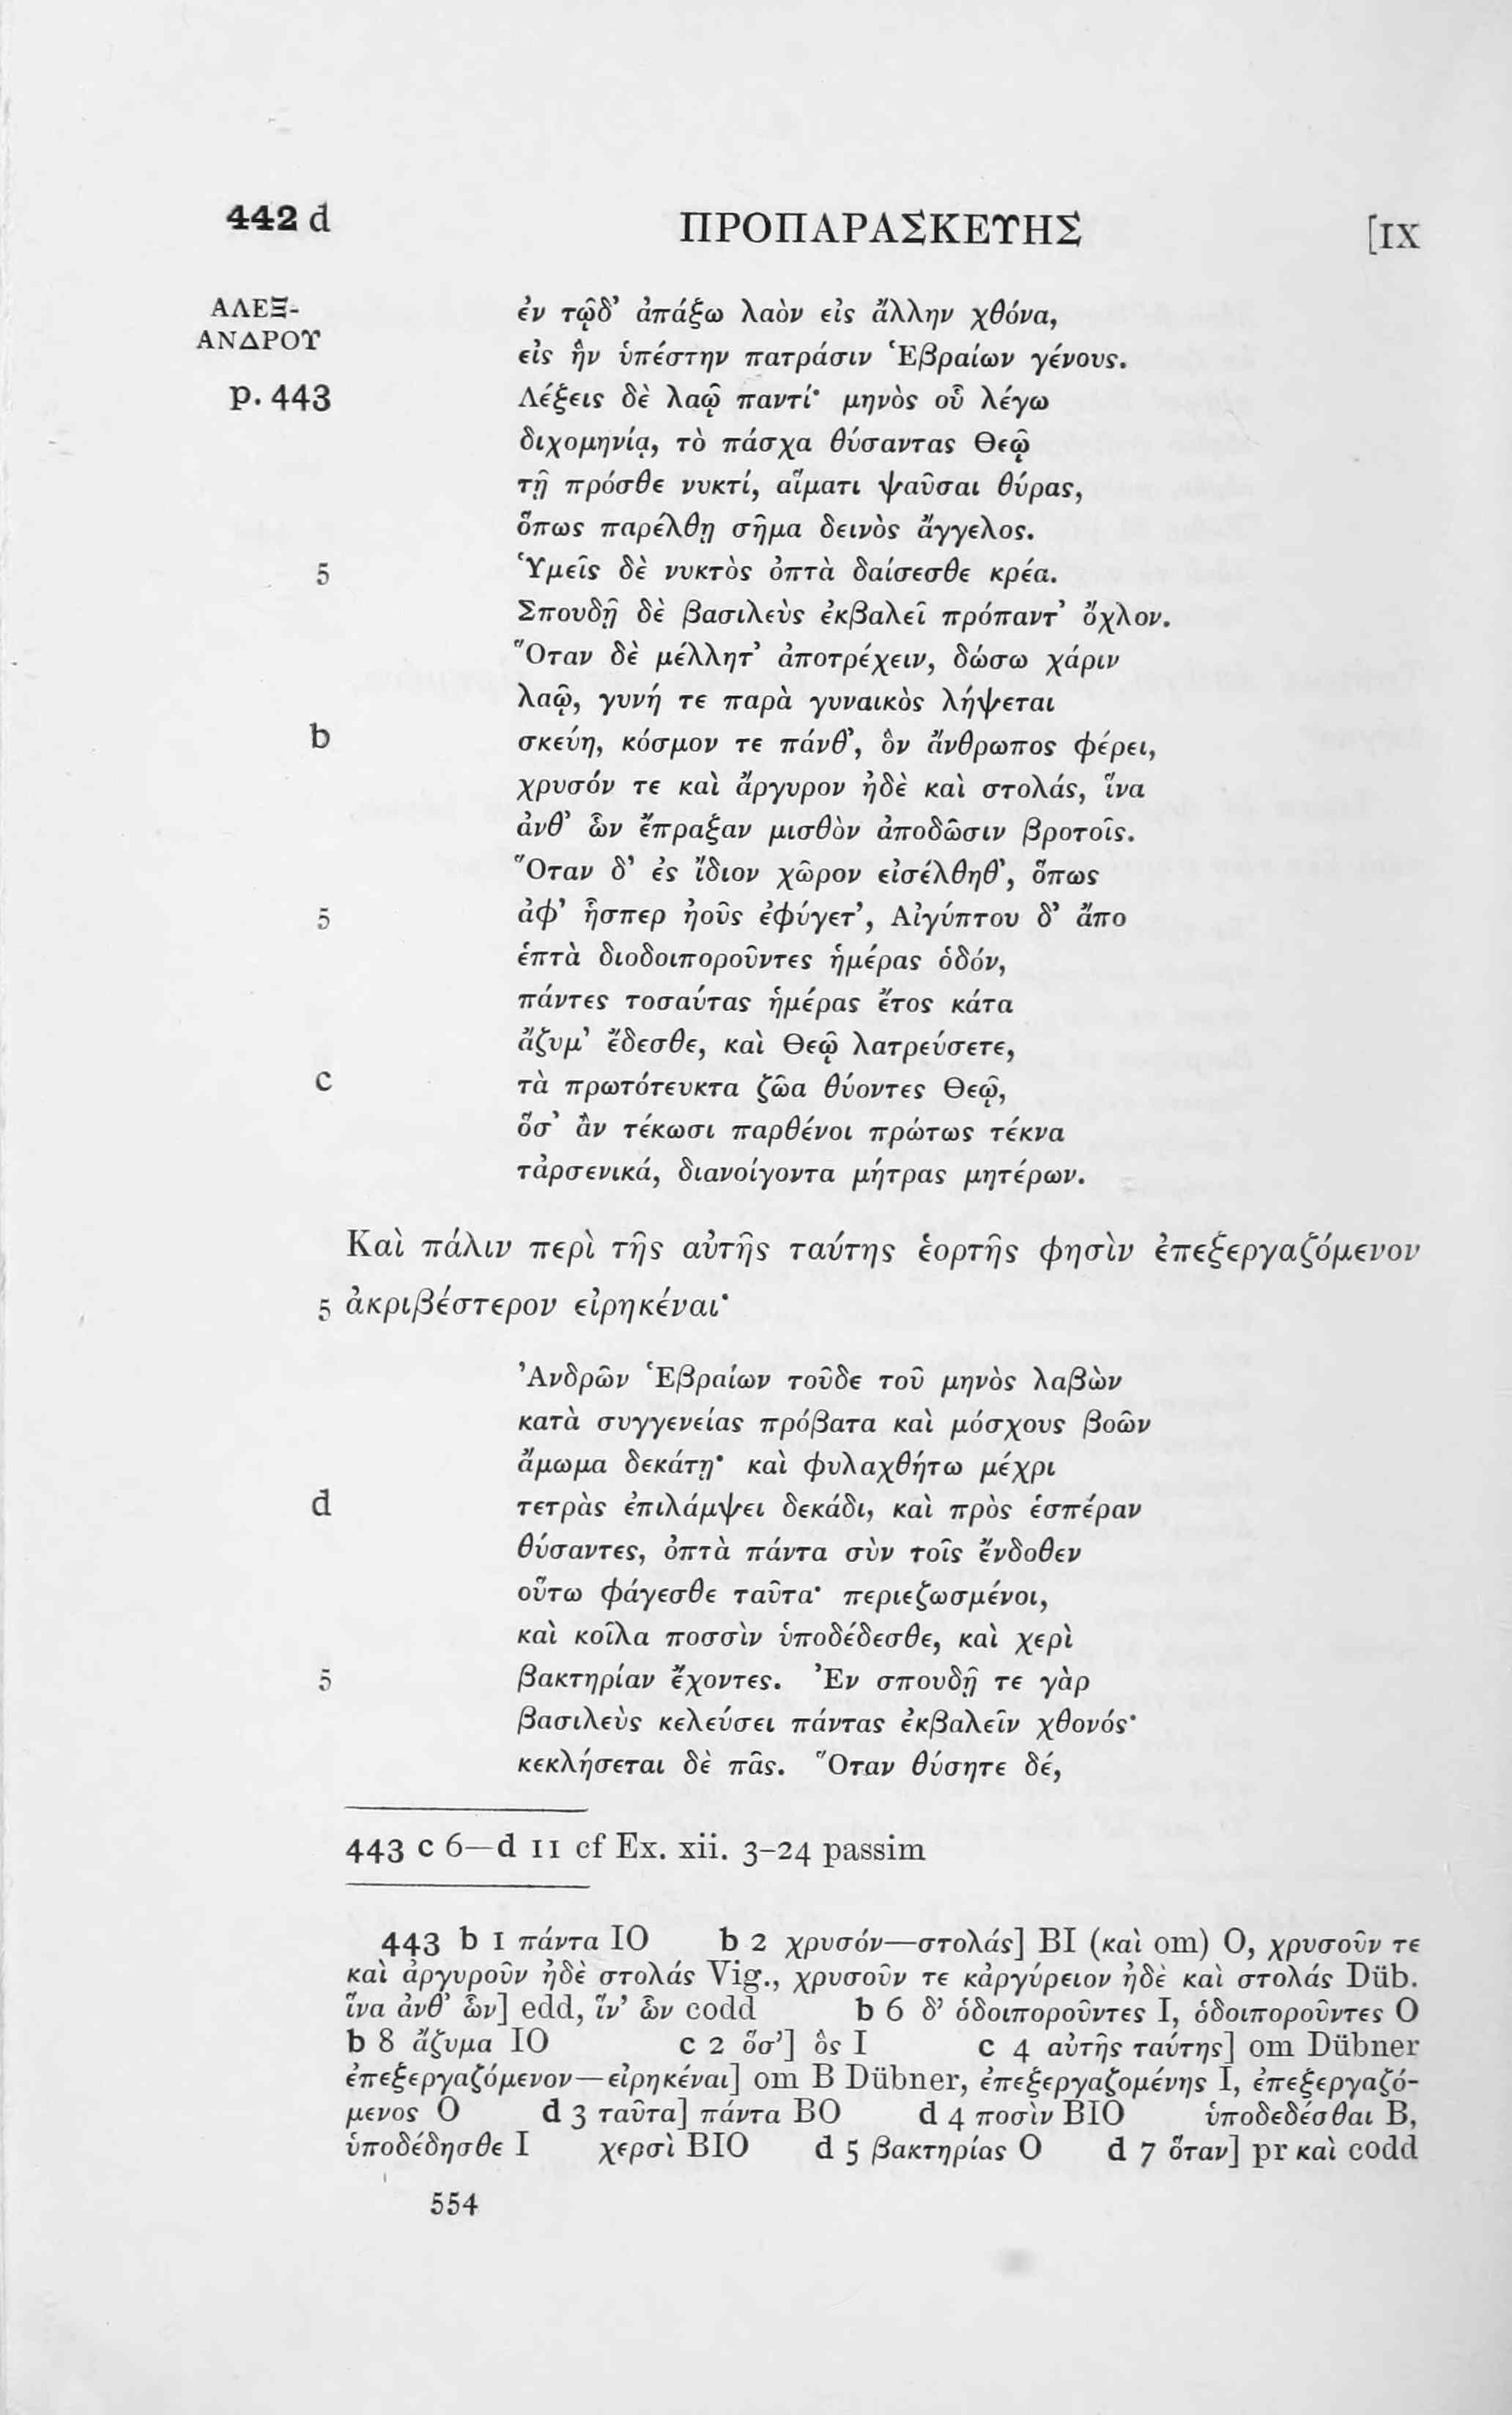 442 d ΠΡΟΠΑΡΑΣΚΕΥΗΣ [IX
ΑΛΕΞ- ἐν τῷδ’ ἀπάξω λαὸν εἰς ἄλλην χθόνα,
ΑΝΔΡΟΥ εἰς ἣν ὑπέστην πατράσιν Ἑβραίων γένους.
p. 443 Λέξεις δὲ λαῷ παντί· μηνὸς οὗ λέγω
διχομηνίᾳ, τὸ πάσχα θύσαντας Θεῷ
τῇ πρόσθε νυκτί, αἵματι ψαῦσαι θύρας,
ὅπως παρέλθῃ σῆμα δεινὸς ἄγγελος.
5 Ὑμεῖς δὲ νυκτὸς ὀπτὰ δαίσεσθε κρέα.
Σπουδῇ δὲ βασιλεὺς ἐκβαλεῖ πρόπαντ’ ὄχλον.
Ὅταν δὲ μέλλητ’ ἀποτρέχειν, δώσω χάριν
λαῷ, γυνή τε παρὰ γυναικὸς λήψεται
b σκεύη, κόσμον τε πάνθ’, ὃν ἄνθρωπος φέρει,
χρυσόν τε καὶ ἄργυρον ἠδὲ καὶ στολάς, ἵνα
ἀνθ’ ὧν ἔπραξαν μισθὸν ἀποδῶσιν βροτοῖς.
Ὅταν δ’ ἐς ἴδιον χῶρον εἰσέλθηθ’, ὅπως
5 ἀφ’ ἧσπερ ἠοῦς ἐφύγετ’, Αἰγύπτου δ’ ἄπο
ἑπτὰ διοδοιποροῦντες ἡμέρας ὁδόν,
πάντες τοσαύτας ἡμέρας ἔτος κάτα
ἄζυμ’ ἔδεσθε, καὶ Θεῷ λατρεύσετε,
c τὰ πρωτότευκτα ζῶα θύοντες Θεῷ,
ὅσ’ ἂν τέκωσι παρθένοι πρώτως τέκνα
τἀρσενικά, διανοίγοντα μήτρας μητέρων.
Καὶ πάλιν περὶ τῆς αὐτῆς ταύτης ἑορτῆς φησὶν ἐπεξεργαζόμενον
5 ἀκριβέστερον εἰρηκέναι·
Ἀνδρῶν Ἑβραίων τοῦδε τοῦ μηνὸς λαβὼν
κατὰ συγγενείας πρόβατα καὶ μόσχους βοῶν
ἄμωμα δεκάτῃ· καὶ φυλαχθήτω μέχρι
d τετρὰς ἐπιλάμψει δεκάδι, καὶ πρὸς ἑσπέραν
θύσαντες, ὀπτὰ πάντα σὺν τοῖς ἔνδοθεν
οὕτω φάγεσθε ταῦτα· περιεζωσμένοι,
καὶ κοῖλα ποσσὶν ὑποδέδεσθε, καὶ χερὶ
5 βακτηρίαν ἔχοντες. Ἐν σπουδῇ τε γὰρ
βασιλεὺς κελεύσει πάντας ἐκβαλεῖν χθονός·
κεκλήσεται δὲ πᾶς. Ὅταν θύσητε δέ,
443 c 6—d 11 cf Ex. xii. 3-24 passim
443 b 1 πάντα IO b 2 χρυσόν—στολάς] BI (καὶ om) O, χρυσοῦν τε
καὶ ἀργυροῦν ἠδὲ στολάς Vig., χρυσοῦν τε κἀργύρειον ἠδὲ καὶ στολάς Düb.
ἵνα ἀνθ’ ὧν] edd, ἵν’ ὧν codd b 6 δ’ ὁδοιποροῦντες I, ὁδοιποροῦντες O
b 8 ἄζυμα IO c 2 ὅσ’] ὃς I c 4 αὐτῆς ταύτης] om Dübner
ἐπεξεργαζόμενον—εἰρηκέναι] om B Dübner, ἐπεξεργαζομένης I, ἐπεξεργαζό-
μενος O d 3 ταῦτα] πάντα BO d 4 ποσὶν BIO ὑποδεδέσθαι B,
ὑποδέδησθε I χερσὶ BIO d 5 βακτηρίας O d 7 ὅταν] pr καὶ codd
554